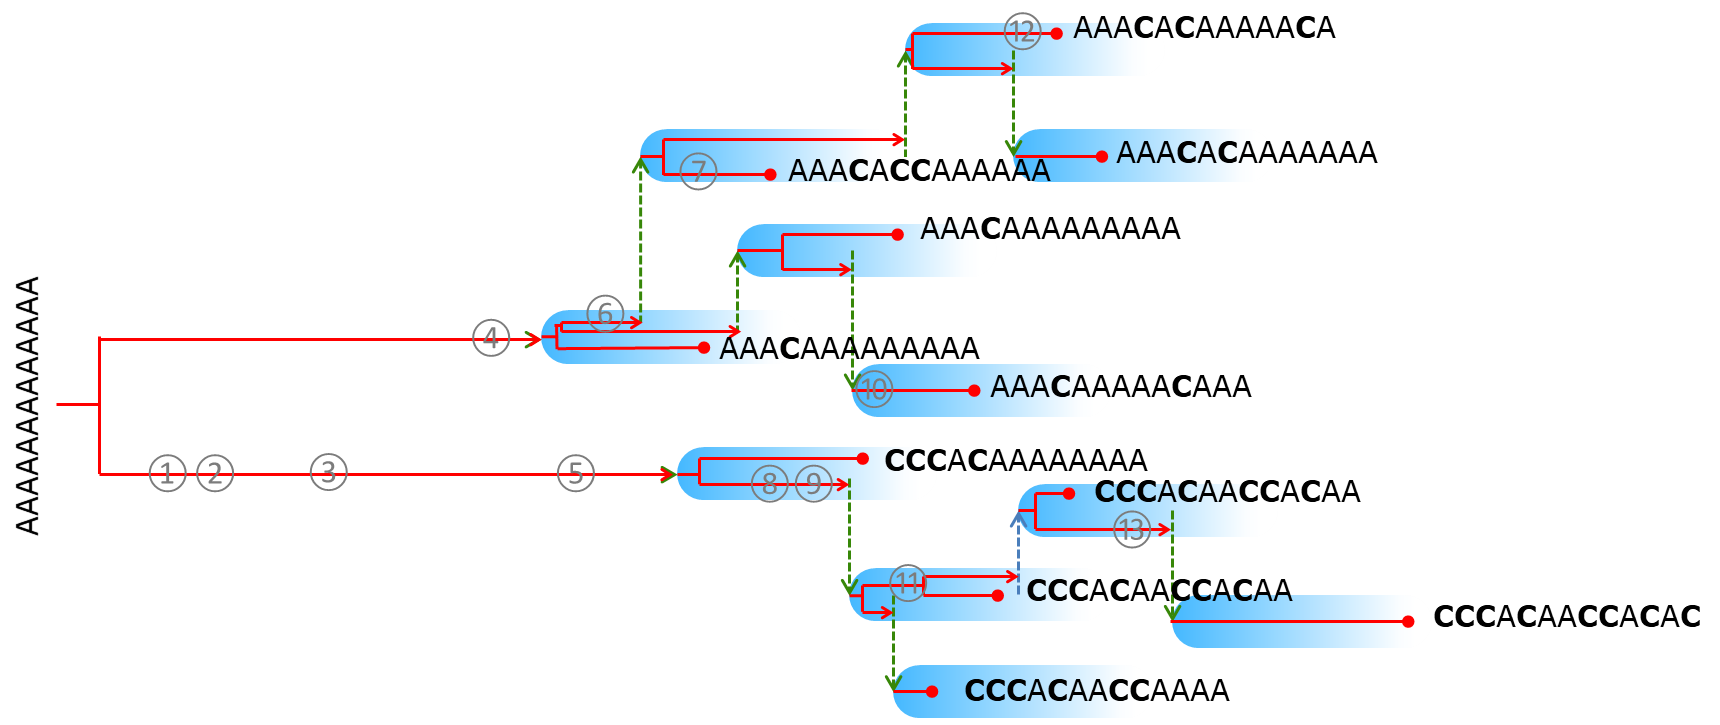 ⑫ AAACACAAAAACA
AAACACAAAAAAA
⑦ AAACACCAAAAAA
AAACAAAAAAAAA
⑥
④
AAACAAAAAAAAA
⑩ AAACAAAAACAAA
AAAAAAAAAAAAA
CCCACAAAAAAAA
① ② ③ ⑤ ⑧ ⑨
CCCACAACCACAA
⑬
⑪ CCCACAACCACAA
CCCACAACCACAC
CCCACAACCAAAA